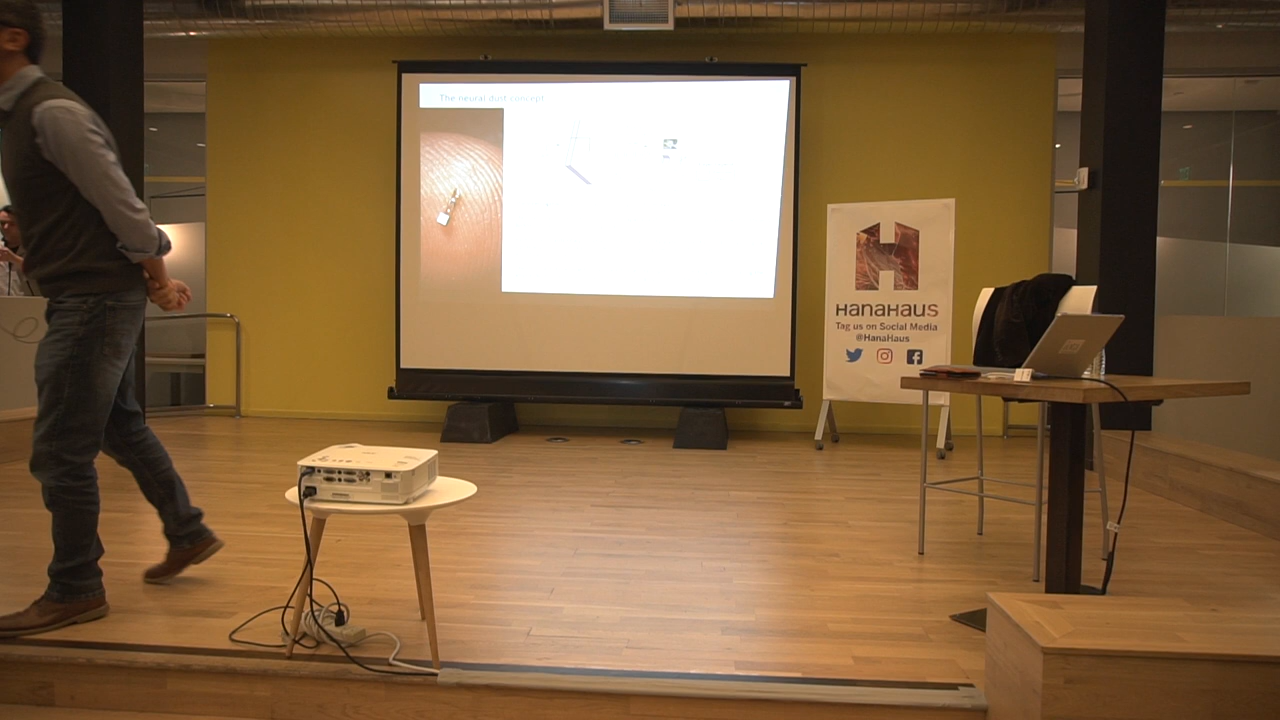 The neural dust concept
H
HanaHaus
Tag us on Social Media
@HanaHaus